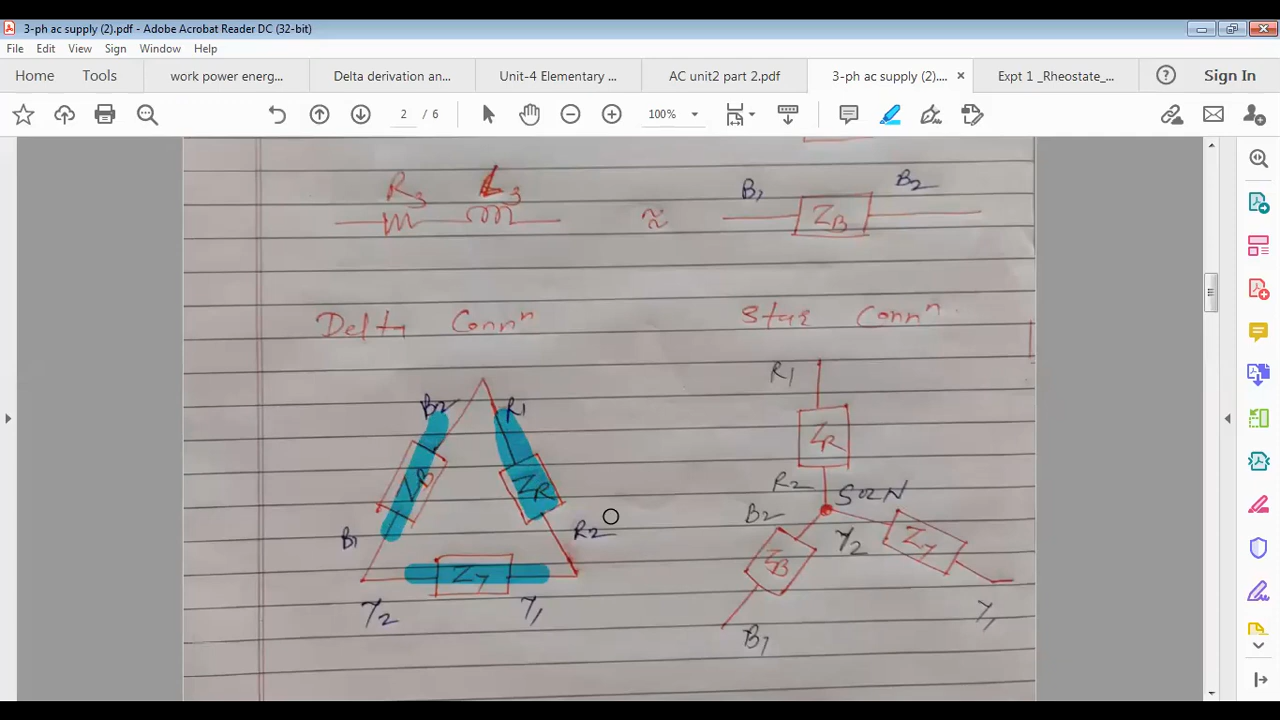 3-ph ac supply (2).pdf - Adobe Acrobat Reader DC (32-bit)
File Edit View Sign Window Help
Home Tools work power energ... Delta derivation an... Unit-4 Elementary ... AC unit2 part 2.pdf 3-ph ac supply (2).... × Expt 1 _Rheostate_... Sign In
2 / 6 100%
R3 L3 ≈ B1 ZB B2
Delta Connⁿ Star Connⁿ.
B2 R1
ZB ZR
B1 R2
ZY
Y2 Y1
R1
ZR
R2 S or N
B2 Y2 ZY
ZB
B1 Y1